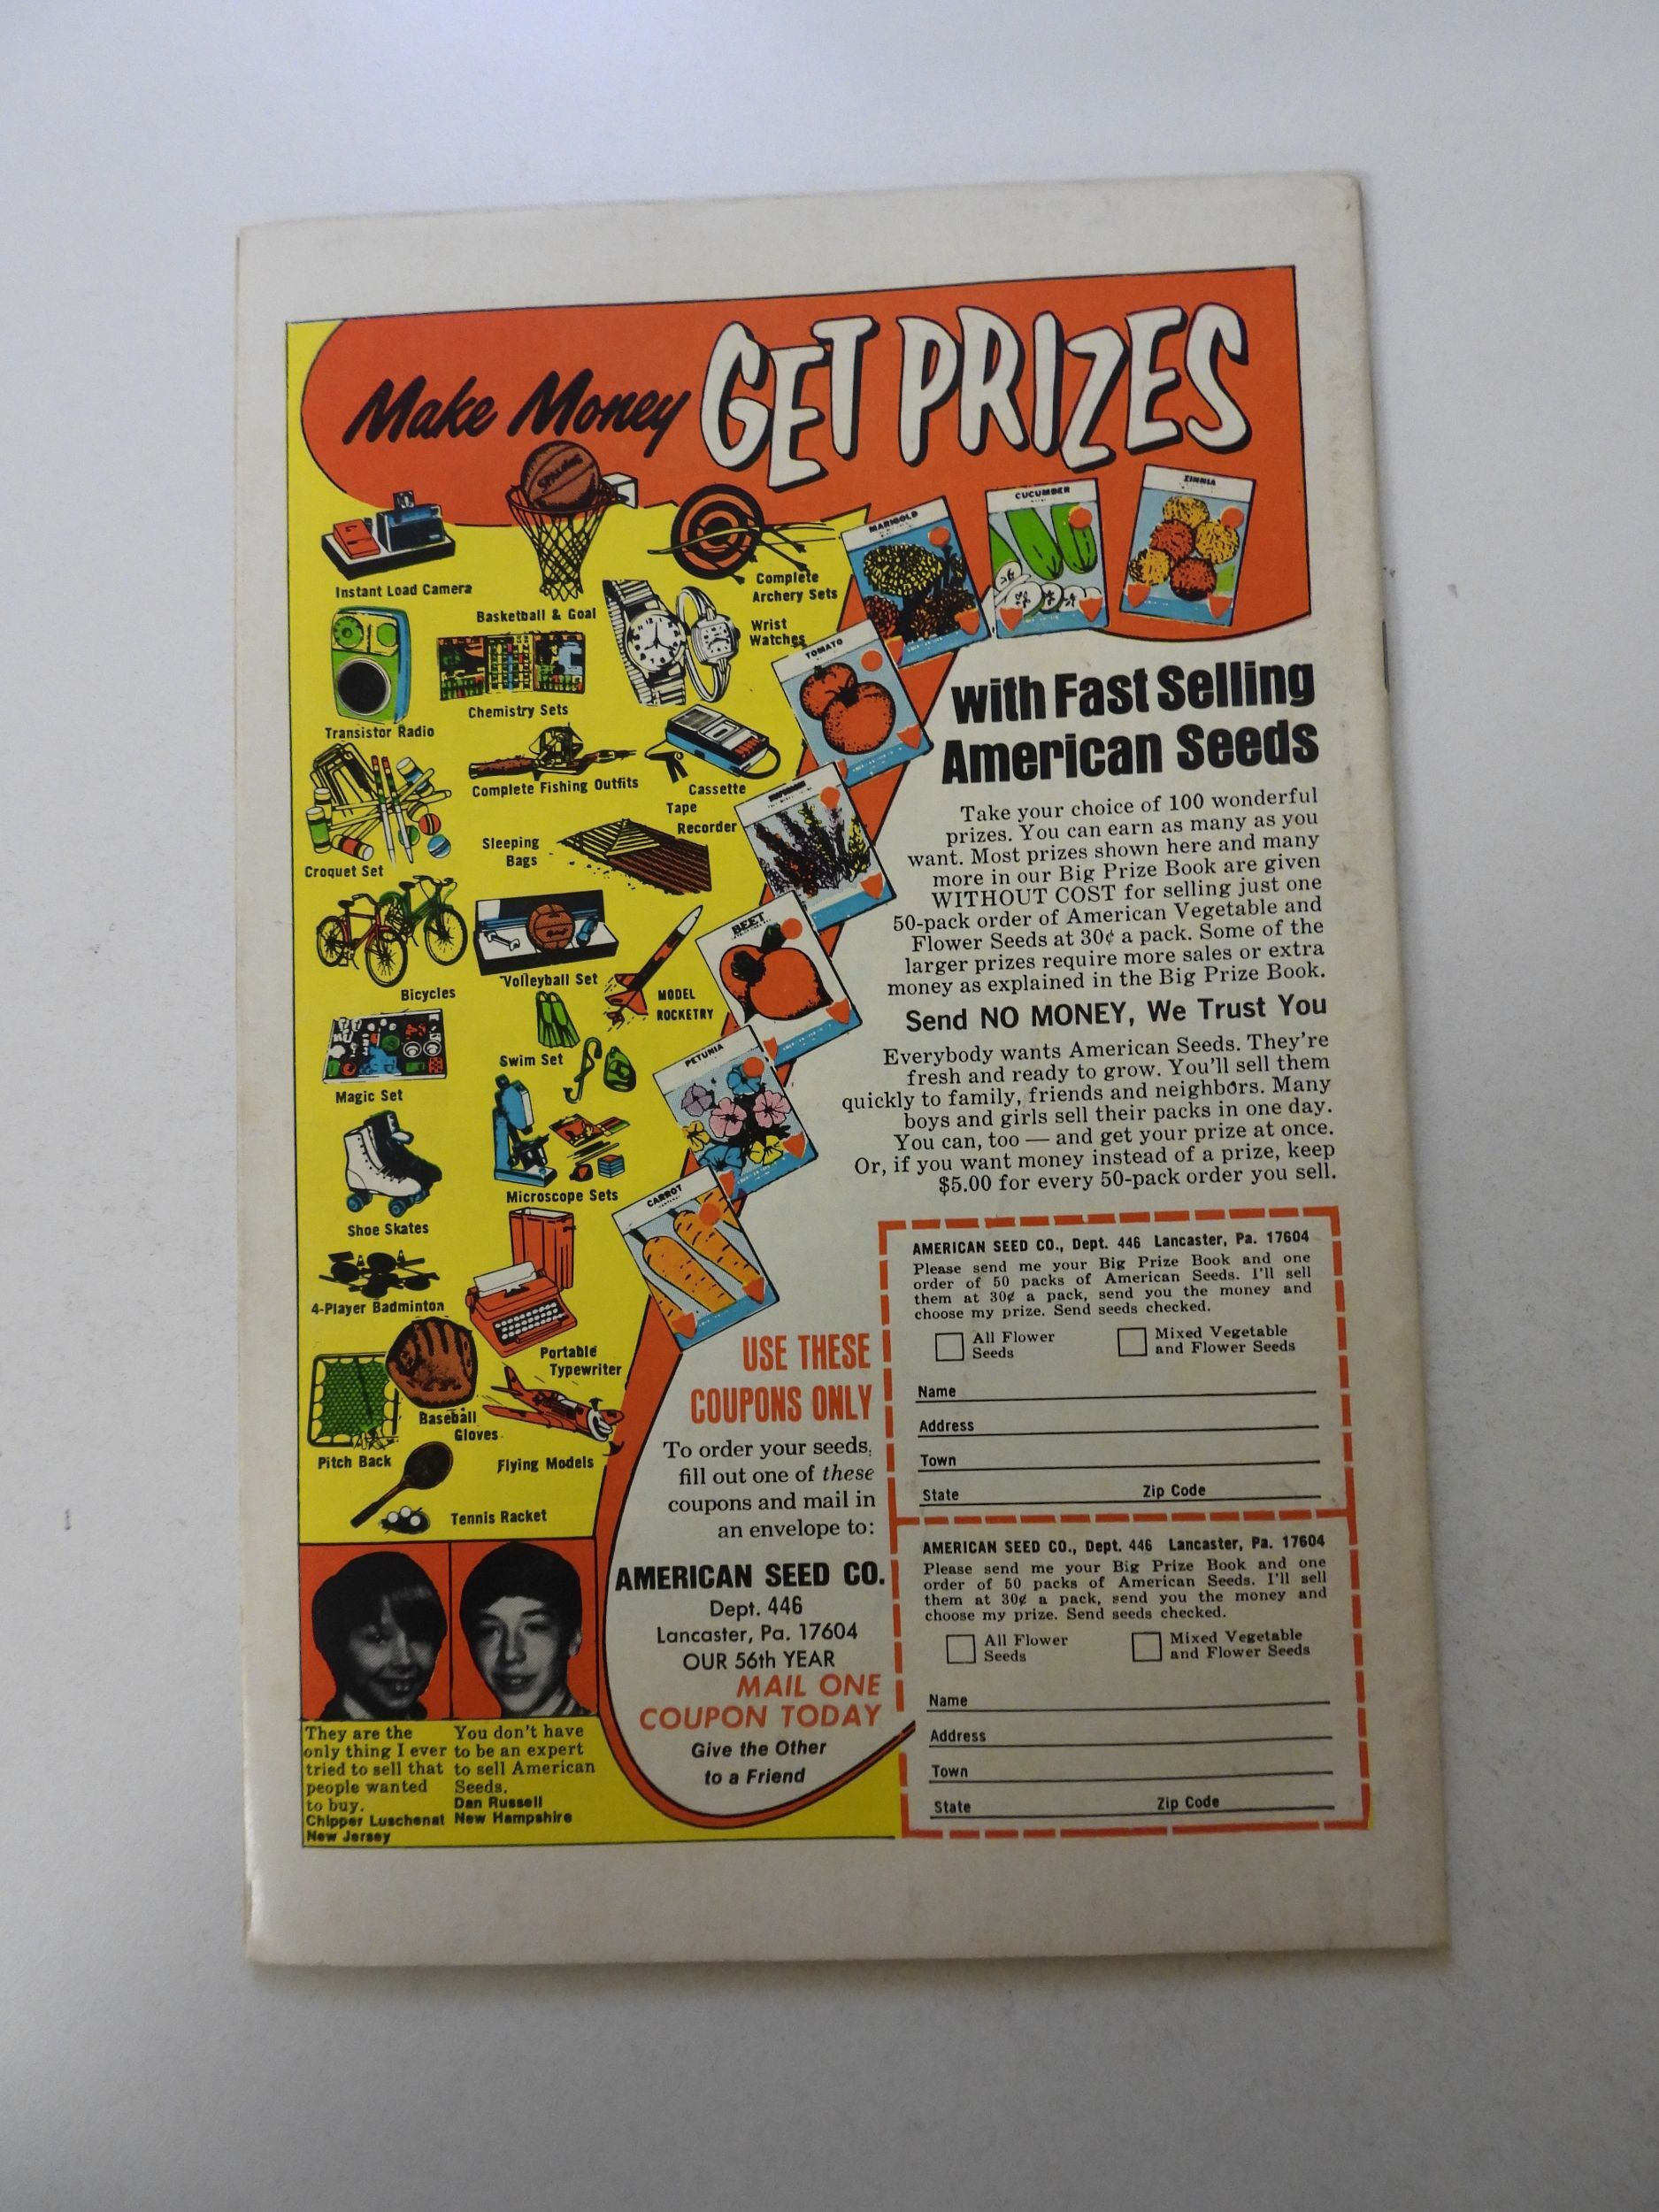 Make Money GET PRIZES
SPALDING
Instant Load Camera
Basketball & Goal
Complete
Archery Sets
Wrist
Watches
Transistor Radio
Chemistry Sets
Complete Fishing Outfits
Cassette
Tape
Recorder
Croquet Set
Sleeping
Bags
Bicycles
Volleyball Set
MODEL
ROCKETRY
Magic Set
Swim Set
Shoe Skates
Microscope Sets
4-Player Badminton
Portable
Typewriter
Baseball
Gloves
Pitch Back
Flying Models
Tennis Racket
MARIGOLD
CUCUMBER
ZINNIA
TOMATO
BEET
PETUNIA
CARROT
with Fast Selling
American Seeds
Take your choice of 100 wonderful
prizes. You can earn as many as you
want. Most prizes shown here and many
more in our Big Prize Book are given
WITHOUT COST for selling just one
50-pack order of American Vegetable and
Flower Seeds at 30¢ a pack. Some of the
larger prizes require more sales or extra
money as explained in the Big Prize Book.
Send NO MONEY, We Trust You
Everybody wants American Seeds. They're
fresh and ready to grow. You'll sell them
quickly to family, friends and neighbors. Many
boys and girls sell their packs in one day.
You can, too — and get your prize at once.
Or, if you want money instead of a prize, keep
$5.00 for every 50-pack order you sell.
USE THESE
COUPONS ONLY
To order your seeds,
fill out one of these
coupons and mail in
an envelope to:
AMERICAN SEED CO.
Dept. 446
Lancaster, Pa. 17604
OUR 56th YEAR
MAIL ONE
COUPON TODAY
Give the Other
to a Friend
AMERICAN SEED CO., Dept. 446 Lancaster, Pa. 17604
Please send me your Big Prize Book and one
order of 50 packs of American Seeds. I'll sell
them at 30¢ a pack, send you the money and
choose my prize. Send seeds checked.
All Flower
Seeds
Mixed Vegetable
and Flower Seeds
Name
Address
Town
State Zip Code
AMERICAN SEED CO., Dept. 446 Lancaster, Pa. 17604
Please send me your Big Prize Book and one
order of 50 packs of American Seeds. I'll sell
them at 30¢ a pack, send you the money and
choose my prize. Send seeds checked.
All Flower
Seeds
Mixed Vegetable
and Flower Seeds
Name
Address
Town
State Zip Code
They are the
only thing I ever
tried to sell that
people wanted
to buy.
Chipper Luschenat
New Jersey
You don't have
to be an expert
to sell American
Seeds.
Dan Russell
New Hampshire